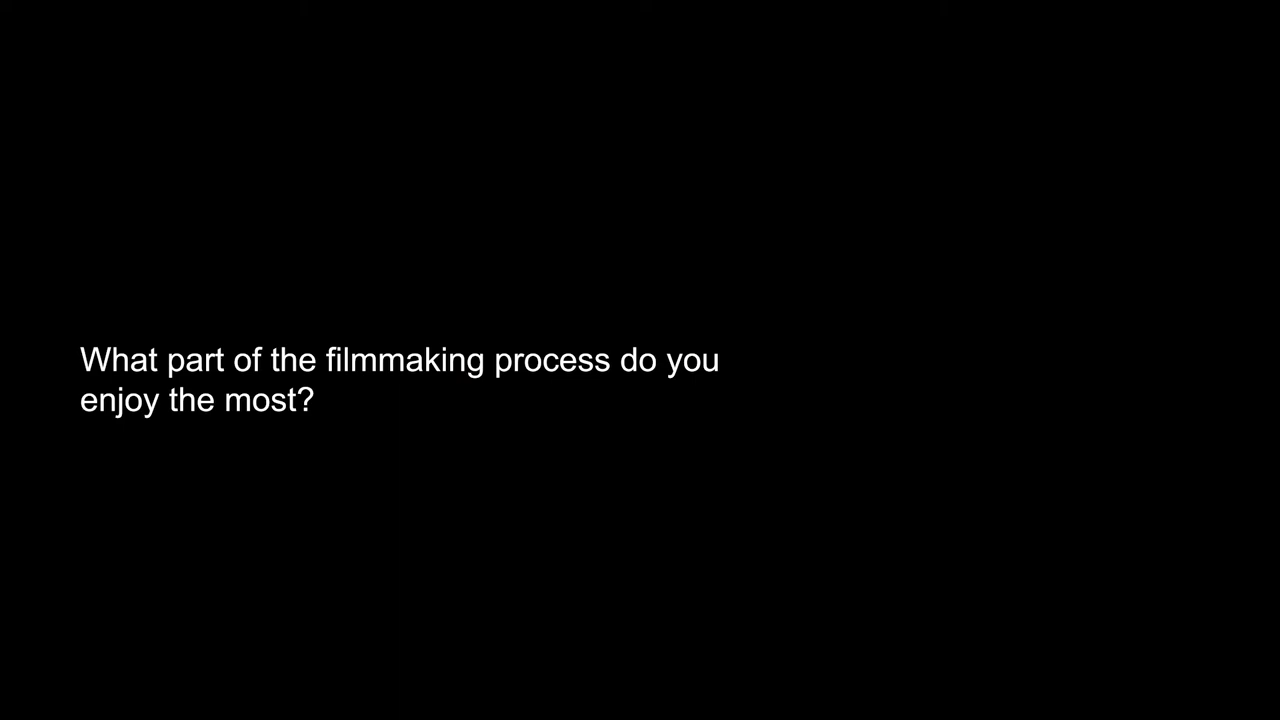 What part of the filmmaking process do you
enjoy the most?